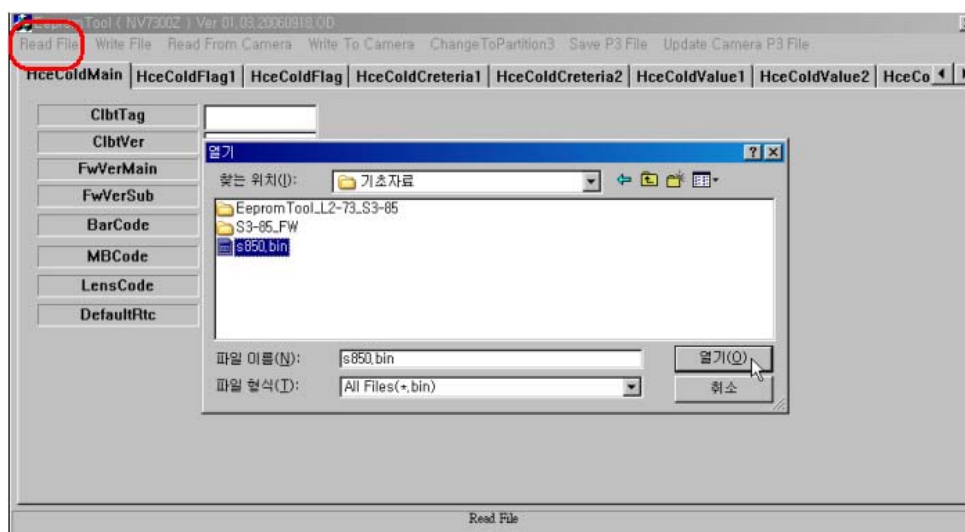 EepromTool ( NV7300Z ) Ver 01,03,20060918,OD
Read File Write File Read From Camera Write To Camera ChangeToPartition3 Save P3 File Update Camera P3 File
HceColdMain HceColdFlag1 HceColdFlag HceColdCreteria1 HceColdCreteria2 HceColdValue1 HceColdValue2 HceCo
ClbtTag
ClbtVer
열기
FwVerMain
찾는 위치(I): 기초자료
FwVerSub
EepromTool_L2-73_S3-85
BarCode
S3-85_FW
s850,bin
MBCode
LensCode
DefaultRtc
파일 이름(N): s850,bin 열기(O)
파일 형식(T): All Files(*,bin) 취소
Read File